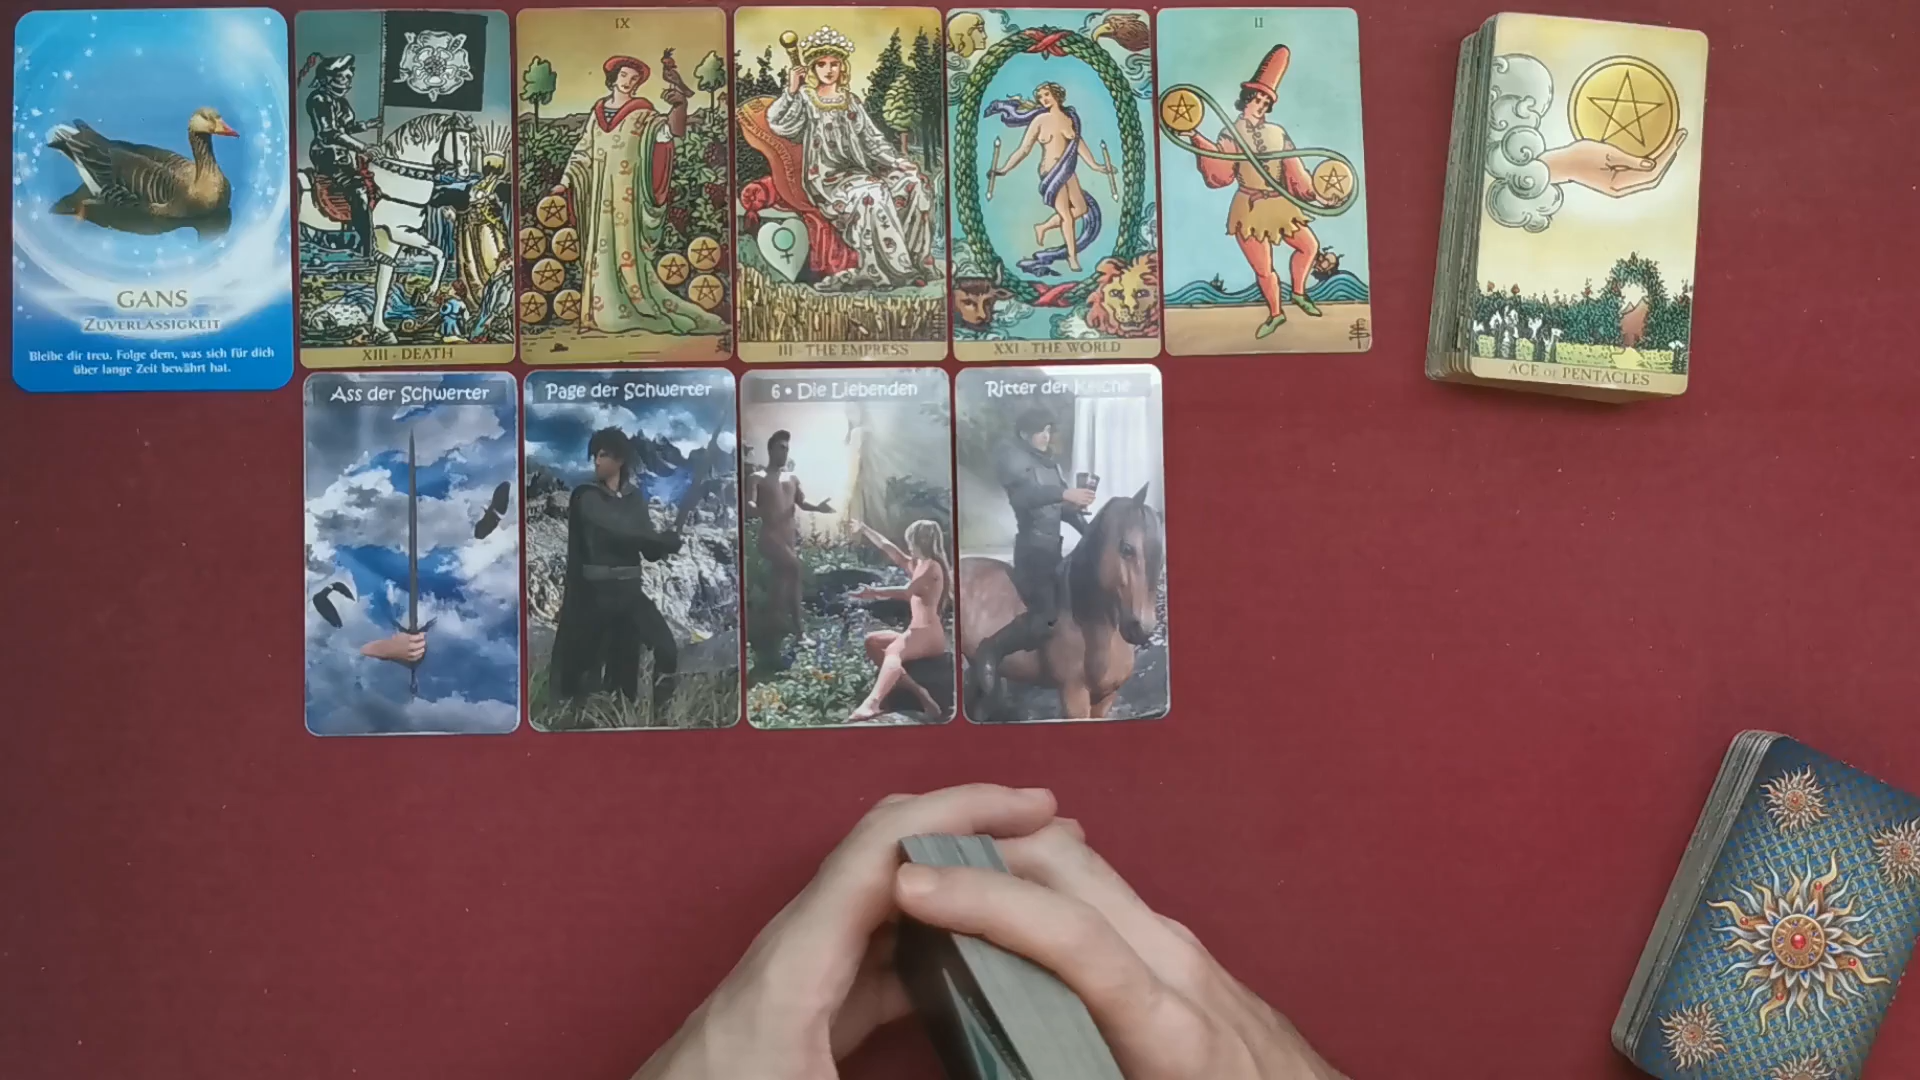 GANS
ZUVERLÄSSIGKEIT
Bleibe dir treu. Folge dem, was sich für dich
über lange Zeit bewährt hat.
XIII · DEATH
IX
III · THE EMPRESS
XXI · THE WORLD
II
ACE OF PENTACLES
Ass der Schwerter
Page der Schwerter
6 • Die Liebenden
Ritter der Kelche